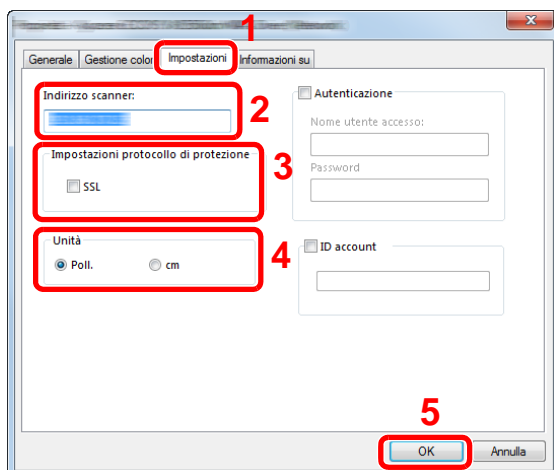 1
Generale Gestione color Impostazioni Informazioni su
Indirizzo scanner:
2
Impostazioni protocollo di protezione
SSL
3
Unità
Poll. cm
4
Autenticazione
Nome utente accesso:
Password
ID account
5
OK Annulla